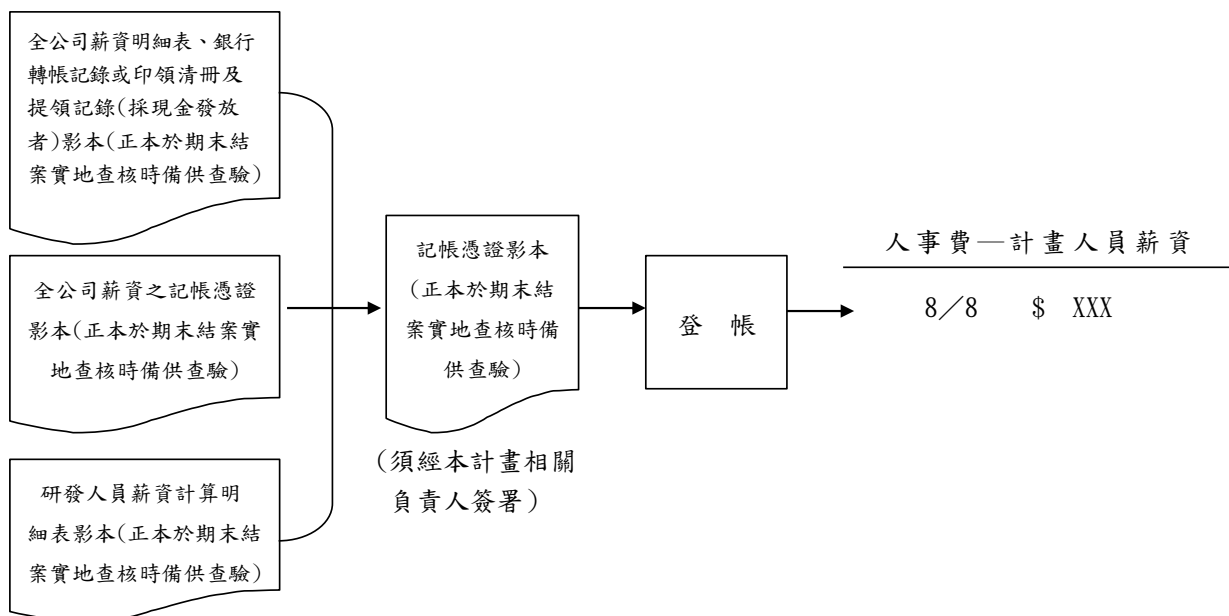 全公司薪資明細表、銀行
轉帳記錄或印領清冊及
提領記錄(採現金發放
者)影本(正本於期末結
案實地查核時備供查驗)
全公司薪資之記帳憑證
影本(正本於期末結案實
地查核時備供查驗)
研發人員薪資計算明
細表影本(正本於期末結
案實地查核時備供查驗)
記帳憑證影本
(正本於期末結
案實地查核時備
供查驗)
(須經本計畫相關
負責人簽署)
登 帳
人事費—計畫人員薪資
8／8 $ XXX